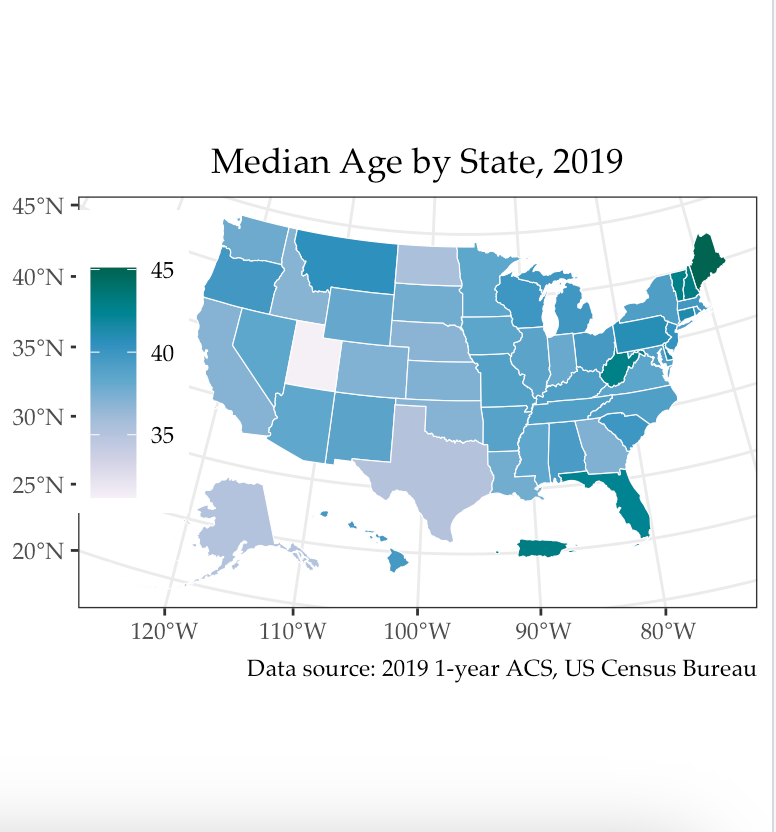 Median Age by State, 2019
45°N
40°N
35°N
30°N
25°N
20°N
45
40
35
120°W 110°W 100°W 90°W 80°W
Data source: 2019 1-year ACS, US Census Bureau